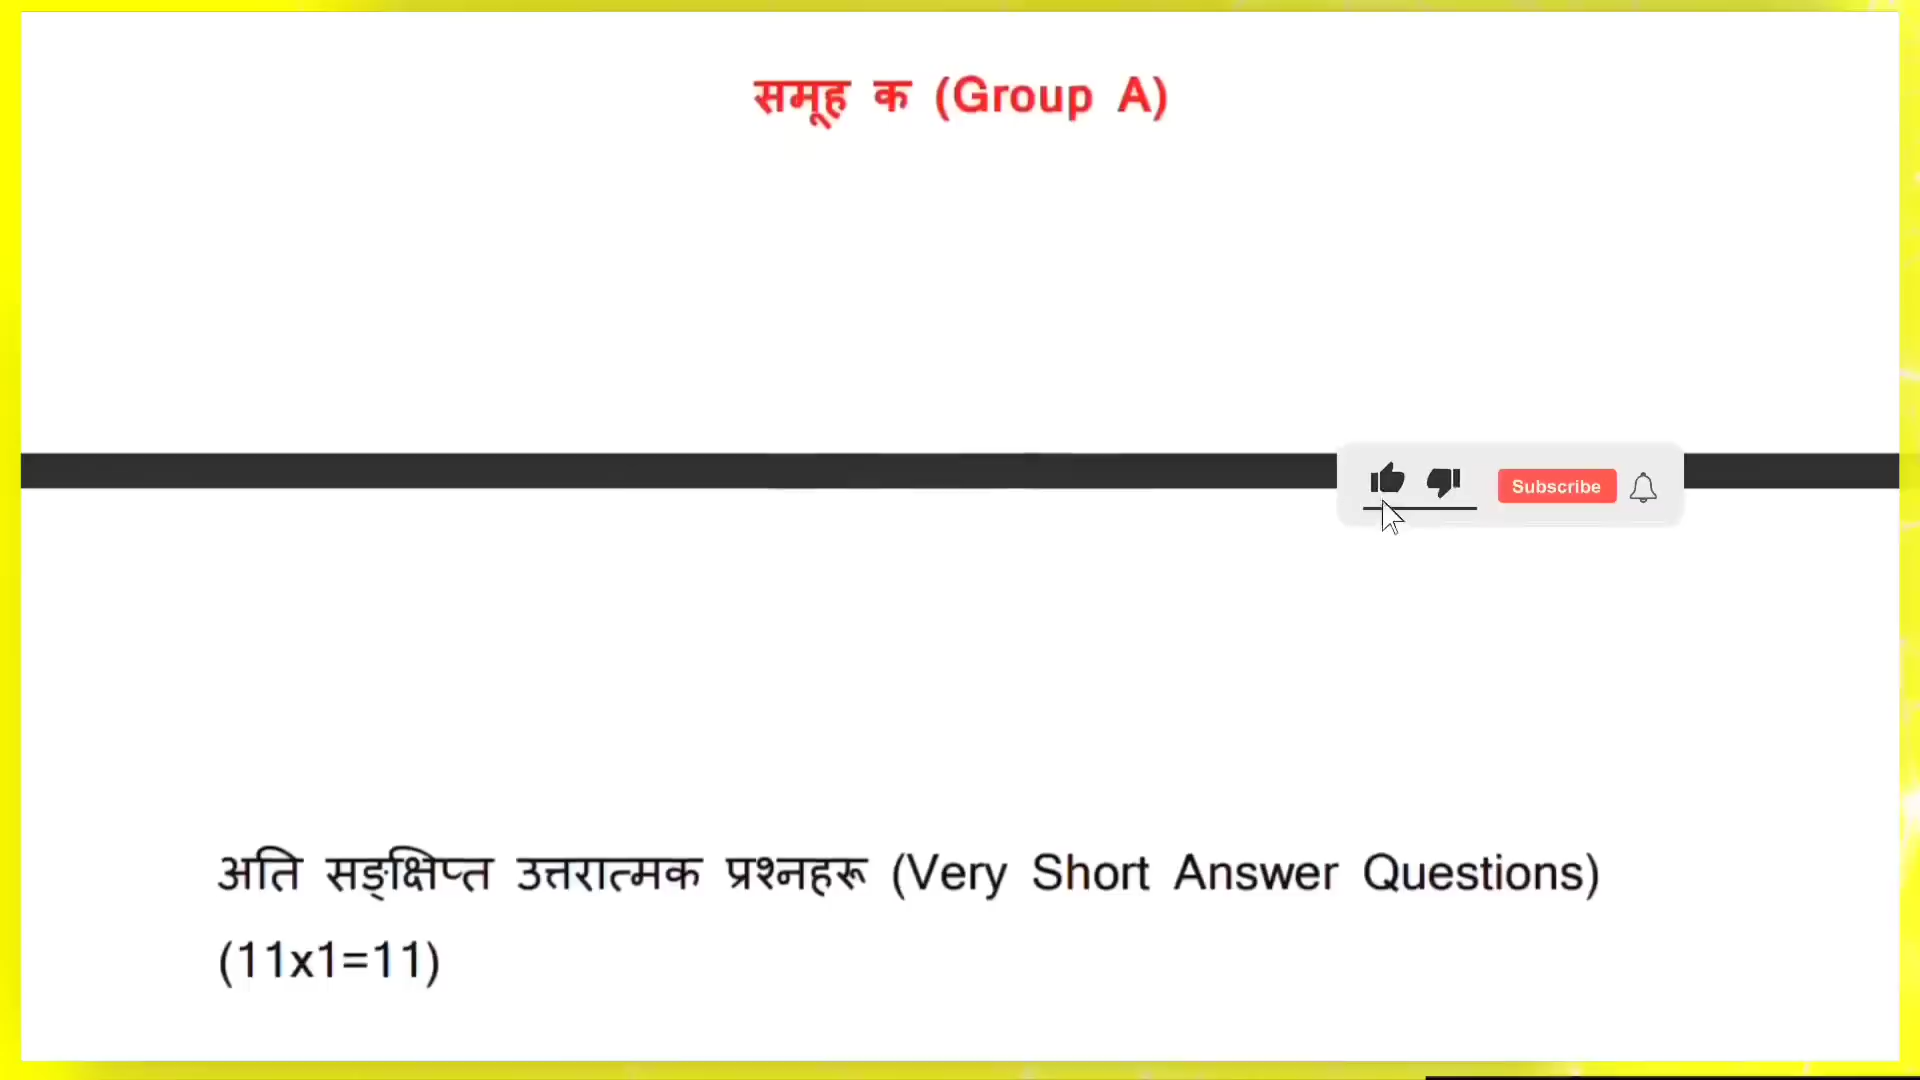 समूह क (Group A)
Subscribe
अति सङ्क्षिप्त उत्तरात्मक प्रश्नहरू (Very Short Answer Questions)
(11x1=11)